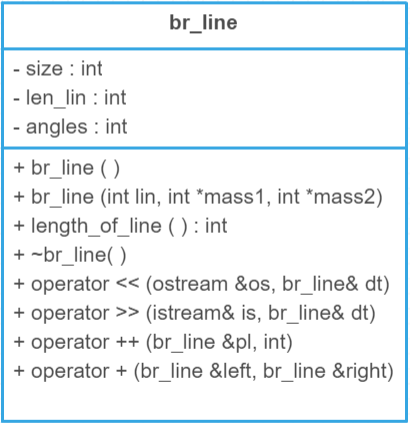 br_line
- size : int
- len_lin : int
- angles : int
+ br_line ( )
+ br_line (int lin, int *mass1, int *mass2)
+ length_of_line ( ) : int
+ ~br_line( )
+ operator << (ostream &os, br_line& dt)
+ operator >> (istream& is, br_line& dt)
+ operator ++ (br_line &pl, int)
+ operator + (br_line &left, br_line &right)